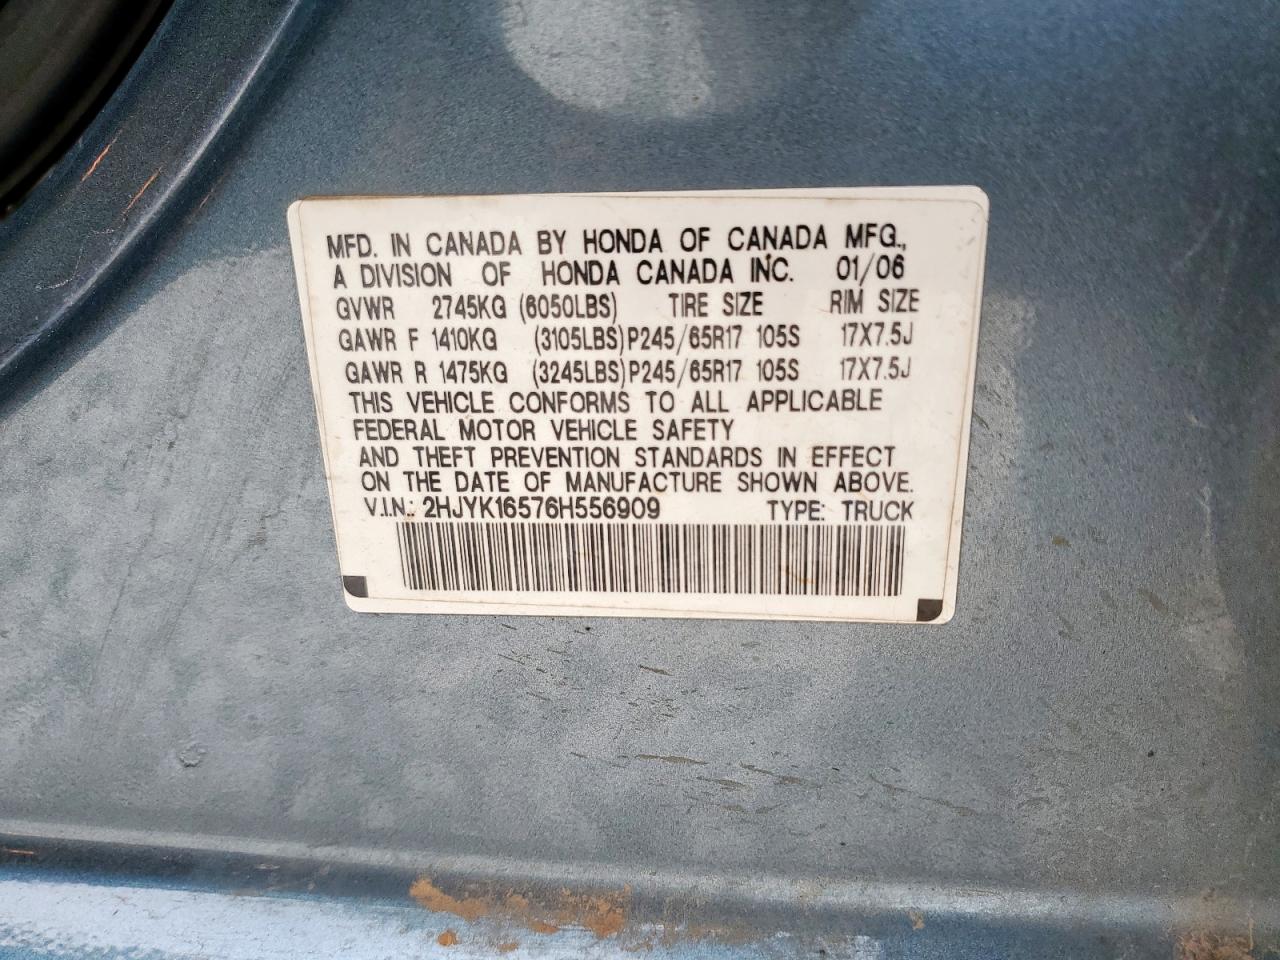 MFD. IN CANADA BY HONDA OF CANADA MFG.,
A DIVISION OF HONDA CANADA INC. 01/06
GVWR 2745KG (6050LBS) TIRE SIZE RIM SIZE
GAWR F 1410KG (3105LBS) P245/65R17 105S 17X7.5J
GAWR R 1475KG (3245LBS) P245/65R17 105S 17X7.5J
THIS VEHICLE CONFORMS TO ALL APPLICABLE
FEDERAL MOTOR VEHICLE SAFETY
AND THEFT PREVENTION STANDARDS IN EFFECT
ON THE DATE OF MANUFACTURE SHOWN ABOVE.
V.I.N.: 2HJYK16576H556909 TYPE: TRUCK